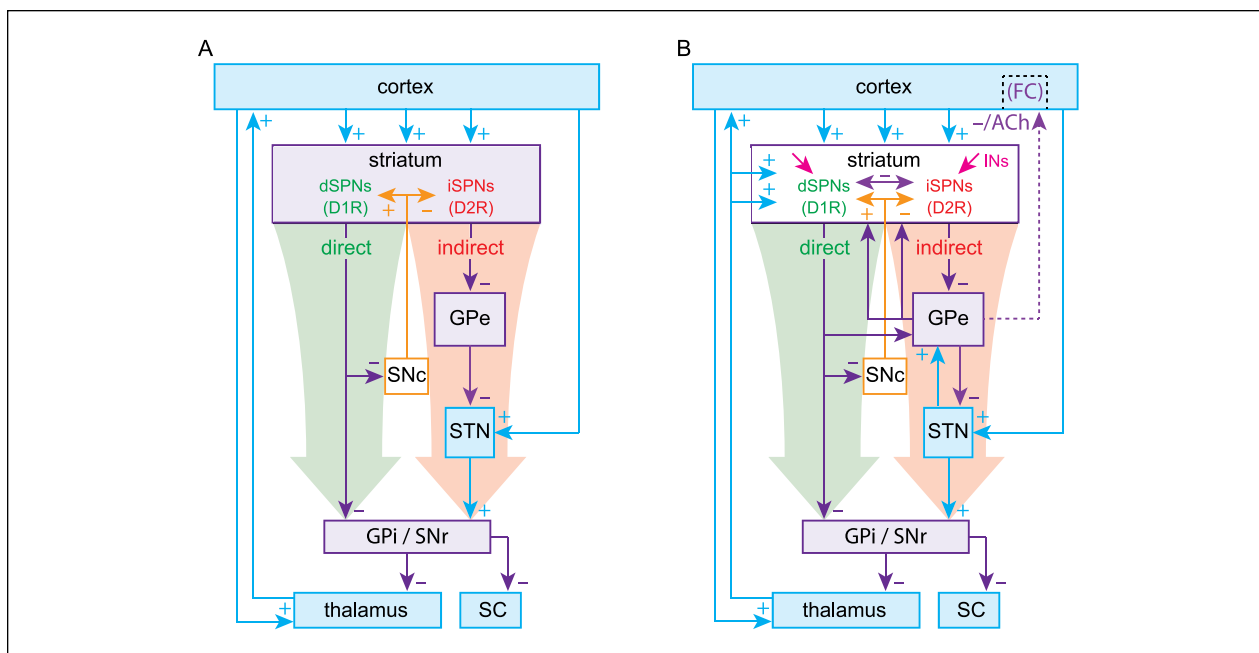 A
cortex
+
+ + +
striatum
dSPNs iSPNs
(D1R) + – (D2R)
direct indirect
–
GPe
– SNc
–
STN +
– +
GPi / SNr
– –
+ thalamus SC
B
cortex (FC)
–/ACh
+
+ + +
striatum INs
+
dSPNs – iSPNs
+
(D1R) + – (D2R)
direct indirect
–
GPe
+
– SNc
–
STN +
– +
GPi / SNr
– –
+ thalamus SC